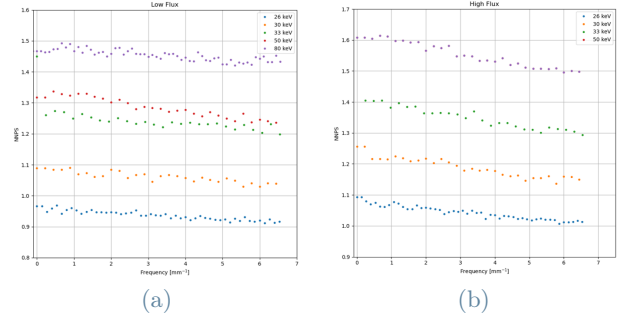 Low Flux
1.6
1.5
1.4
1.3
1.2
1.1
1.0
0.9
0.8
NNPS
0 1 2 3 4 5 6 7
Frequency [mm⁻¹]
26 keV
30 keV
33 keV
50 keV
80 keV
(a)
High Flux
1.7
1.6
1.5
1.4
1.3
1.2
1.1
1.0
0.9
NNPS
0 1 2 3 4 5 6 7
Frequency [mm⁻¹]
26 keV
30 keV
33 keV
50 keV
80 keV
(b)